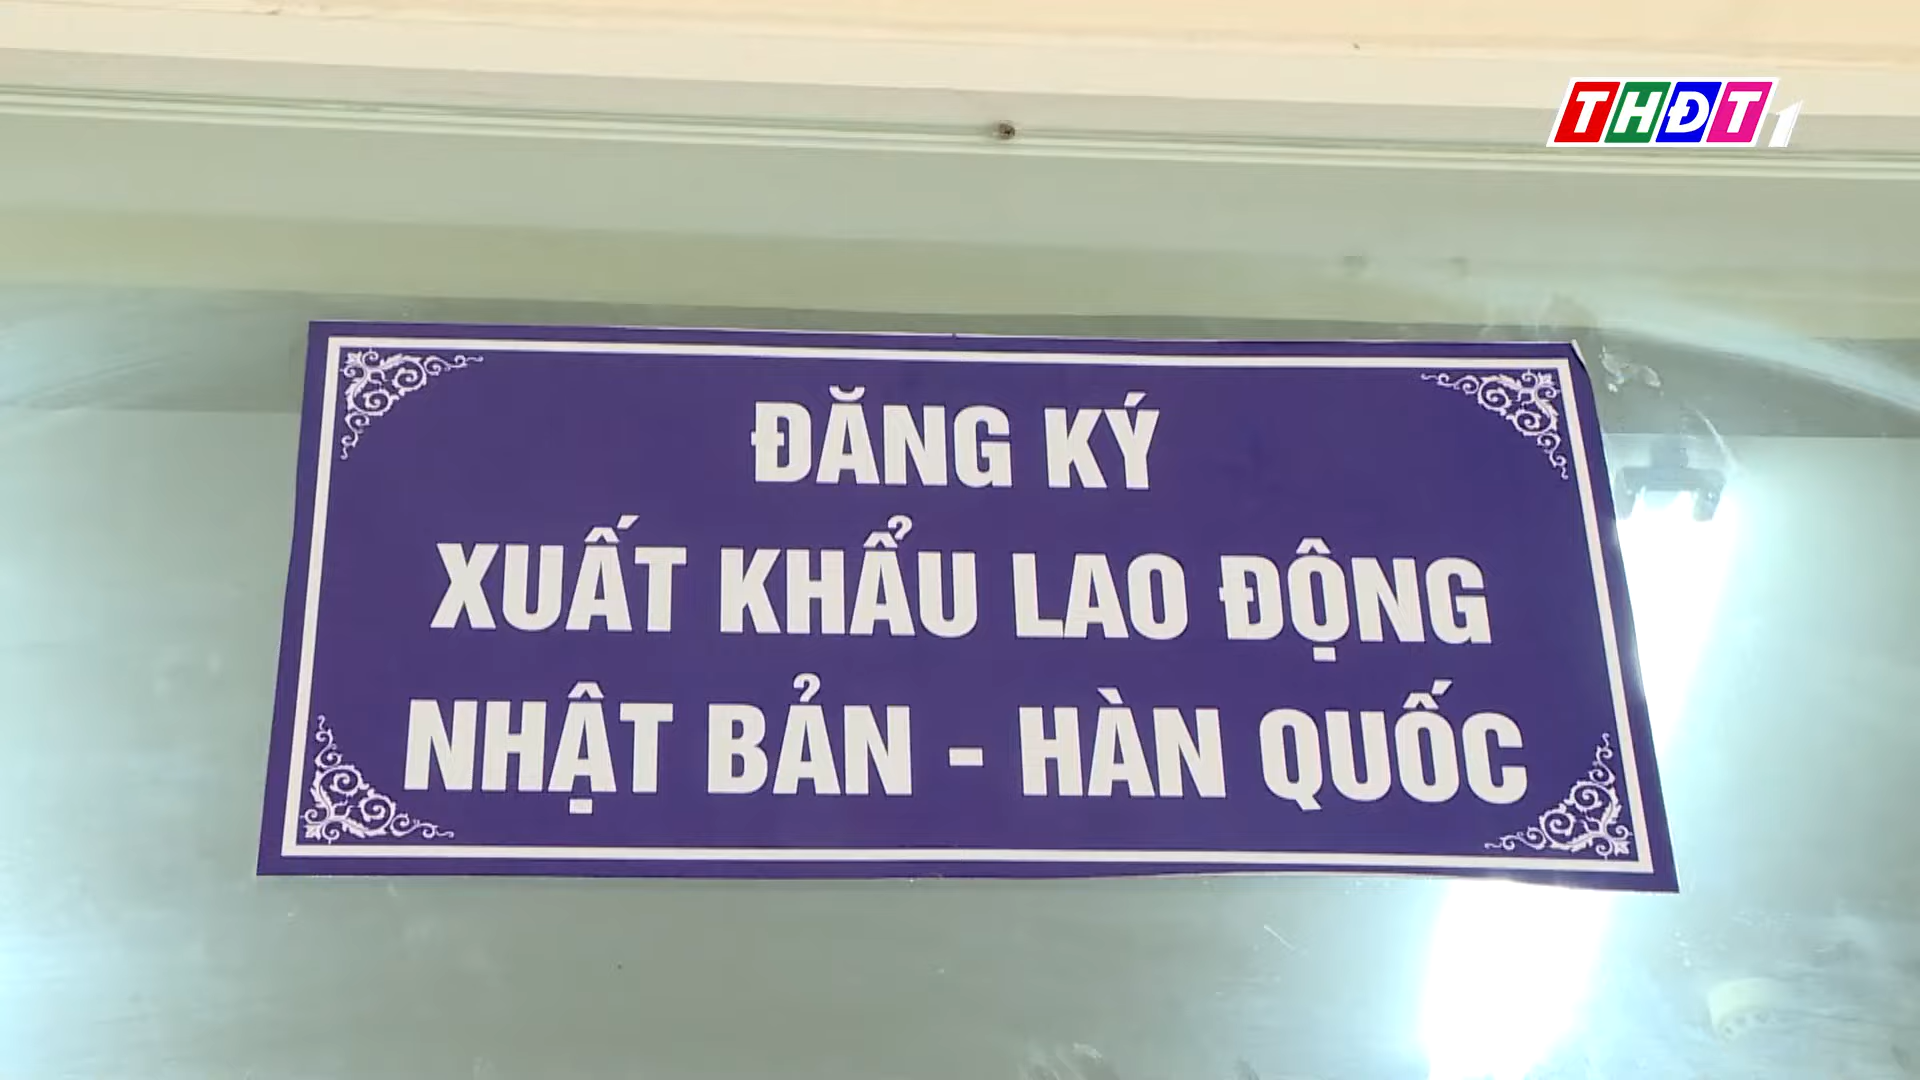 THĐT1
ĐĂNG KÝ
XUẤT KHẨU LAO ĐỘNG
NHẬT BẢN - HÀN QUỐC